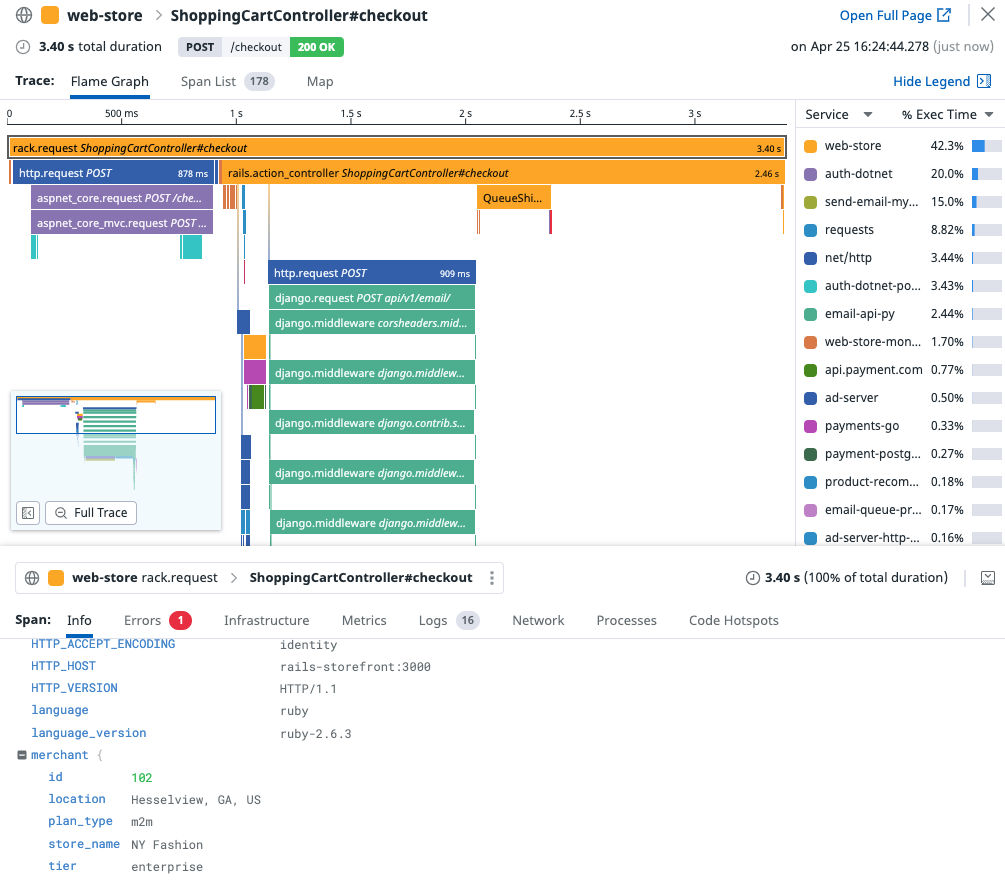 web-store > ShoppingCartController#checkout Open Full Page
3.40 s total duration POST /checkout 200 OK on Apr 25 16:24:44.278 (just now)
Trace: Flame Graph Span List 178 Map Hide Legend
0 500 ms 1 s 1.5 s 2 s 2.5 s 3 s
Service % Exec Time
rack.request ShoppingCartController#checkout 3.40 s
http.request POST 878 ms rails.action_controller ShoppingCartController#checkout 2.46 s
aspnet_core.request POST /che... QueueShi...
aspnet_core_mvc.request POST ...
http.request POST 909 ms
django.request POST api/v1/email/
django.middleware corsheaders.mid...
django.middleware django.middlew...
django.middleware django.contrib.s...
django.middleware django.middlew...
django.middleware django.middlew...
Full Trace
web-store 42.3%
auth-dotnet 20.0%
send-email-my... 15.0%
requests 8.82%
net/http 3.44%
auth-dotnet-po... 3.43%
email-api-py 2.44%
web-store-mon... 1.70%
api.payment.com 0.77%
ad-server 0.50%
payments-go 0.33%
payment-postg... 0.27%
product-recom... 0.18%
email-queue-pr... 0.17%
ad-server-http-... 0.16%
web-store rack.request > ShoppingCartController#checkout 3.40 s (100% of total duration)
Span: Info Errors 1 Infrastructure Metrics Logs 16 Network Processes Code Hotspots
HTTP_ACCEPT_ENCODING identity
HTTP_HOST rails-storefront:3000
HTTP_VERSION HTTP/1.1
language ruby
language_version ruby-2.6.3
merchant {
id 102
location Hesselview, GA, US
plan_type m2m
store_name NY Fashion
tier enterprise